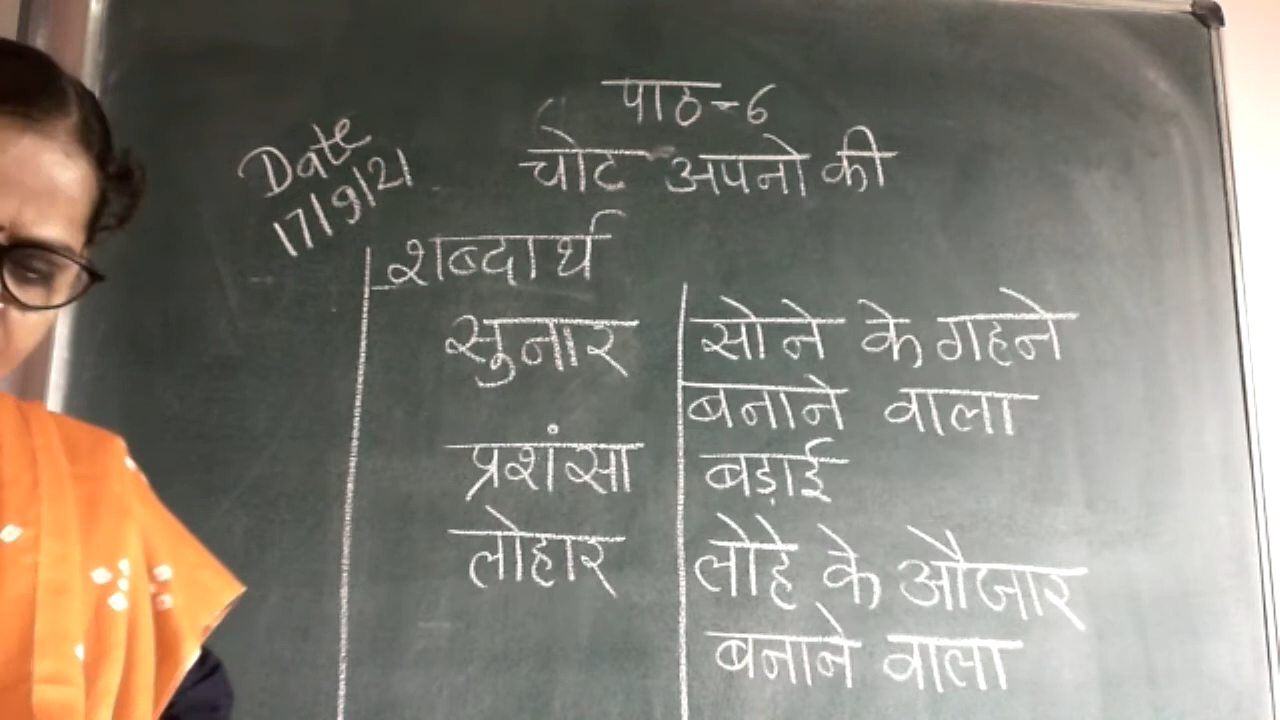 पाठ-6
Date
17/9/21
चोट अपनो की
शब्दार्थ
सुनार सोने के गहने
बनाने वाला
प्रशंसा बड़ाई
लोहार लोहे के औजार
बनाने वाला